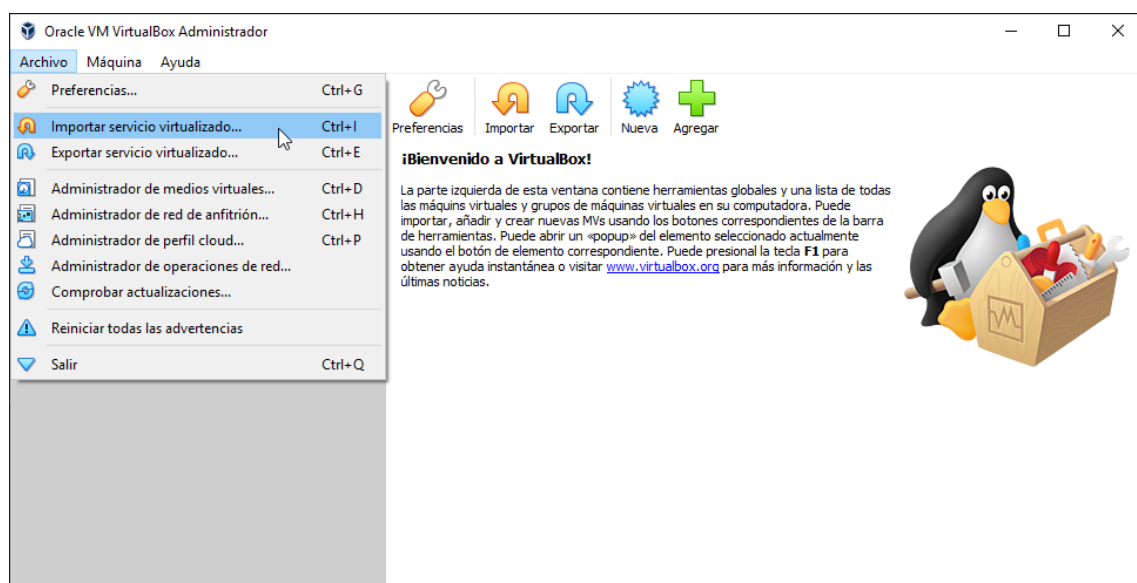 Oracle VM VirtualBox Administrador
Archivo Máquina Ayuda
Preferencias... Ctrl+G
Importar servicio virtualizado... Ctrl+I
Exportar servicio virtualizado... Ctrl+E
Administrador de medios virtuales... Ctrl+D
Administrador de red de anfitrión... Ctrl+H
Administrador de perfil cloud... Ctrl+P
Administrador de operaciones de red...
Comprobar actualizaciones...
Reiniciar todas las advertencias
Salir Ctrl+Q
Preferencias Importar Exportar Nueva Agregar
¡Bienvenido a VirtualBox!
La parte izquierda de esta ventana contiene herramientas globales y una lista de todas
las máquins virtuales y grupos de máquinas virtuales en su computadora. Puede
importar, añadir y crear nuevas MVs usando los botones correspondientes de la barra
de herramientas. Puede abrir un «popup» del elemento seleccionado actualmente
usando el botón de elemento correspondiente. Puede presional la tecla F1 para
obtener ayuda instantánea o visitar www.virtualbox.org para más información y las
últimas noticias.